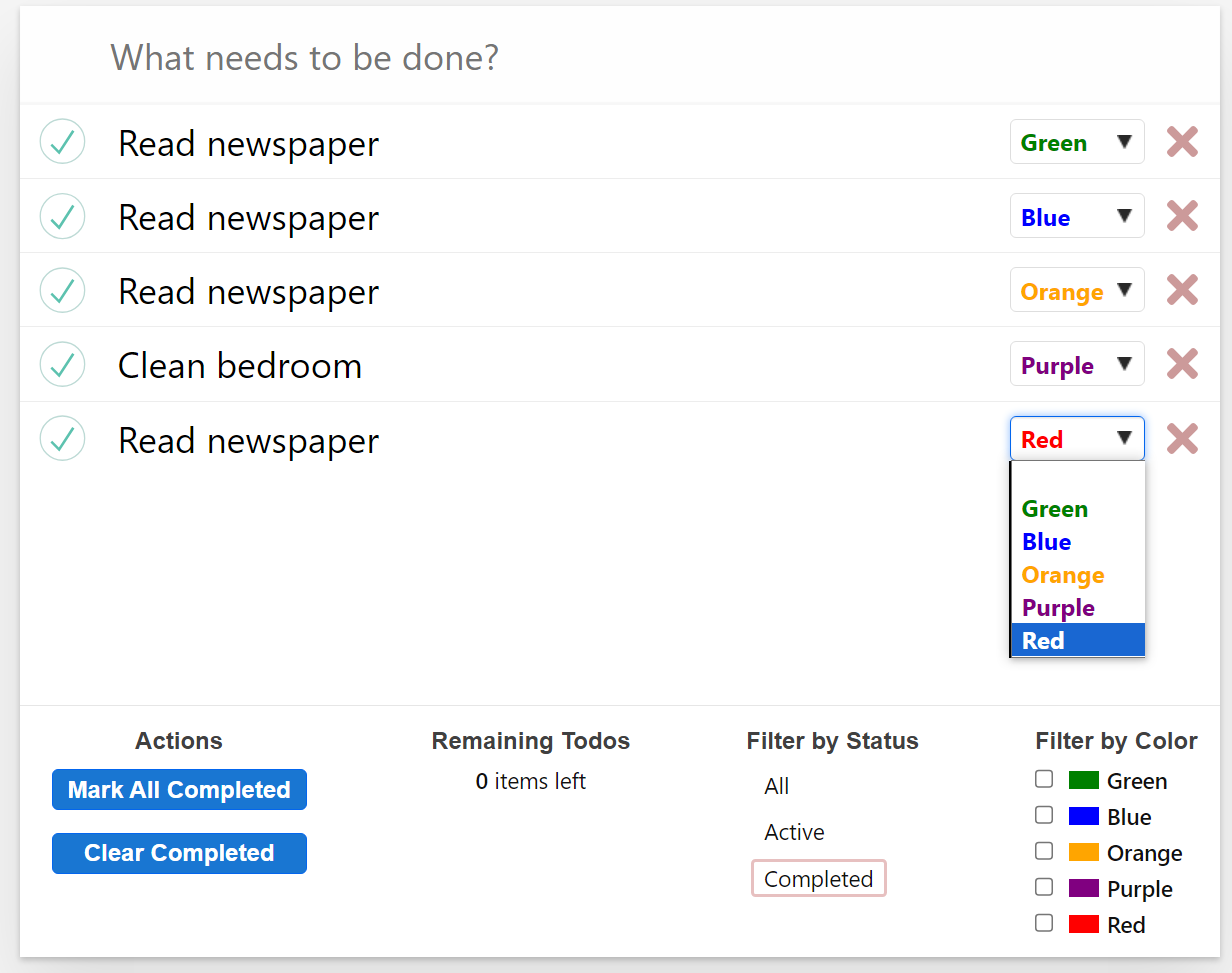 What needs to be done?
Read newspaper Green
Read newspaper Blue
Read newspaper Orange
Clean bedroom Purple
Read newspaper Red
Green
Blue
Orange
Purple
Red
Actions
Mark All Completed
Clear Completed
Remaining Todos
0 items left
Filter by Status
All
Active
Completed
Filter by Color
Green
Blue
Orange
Purple
Red